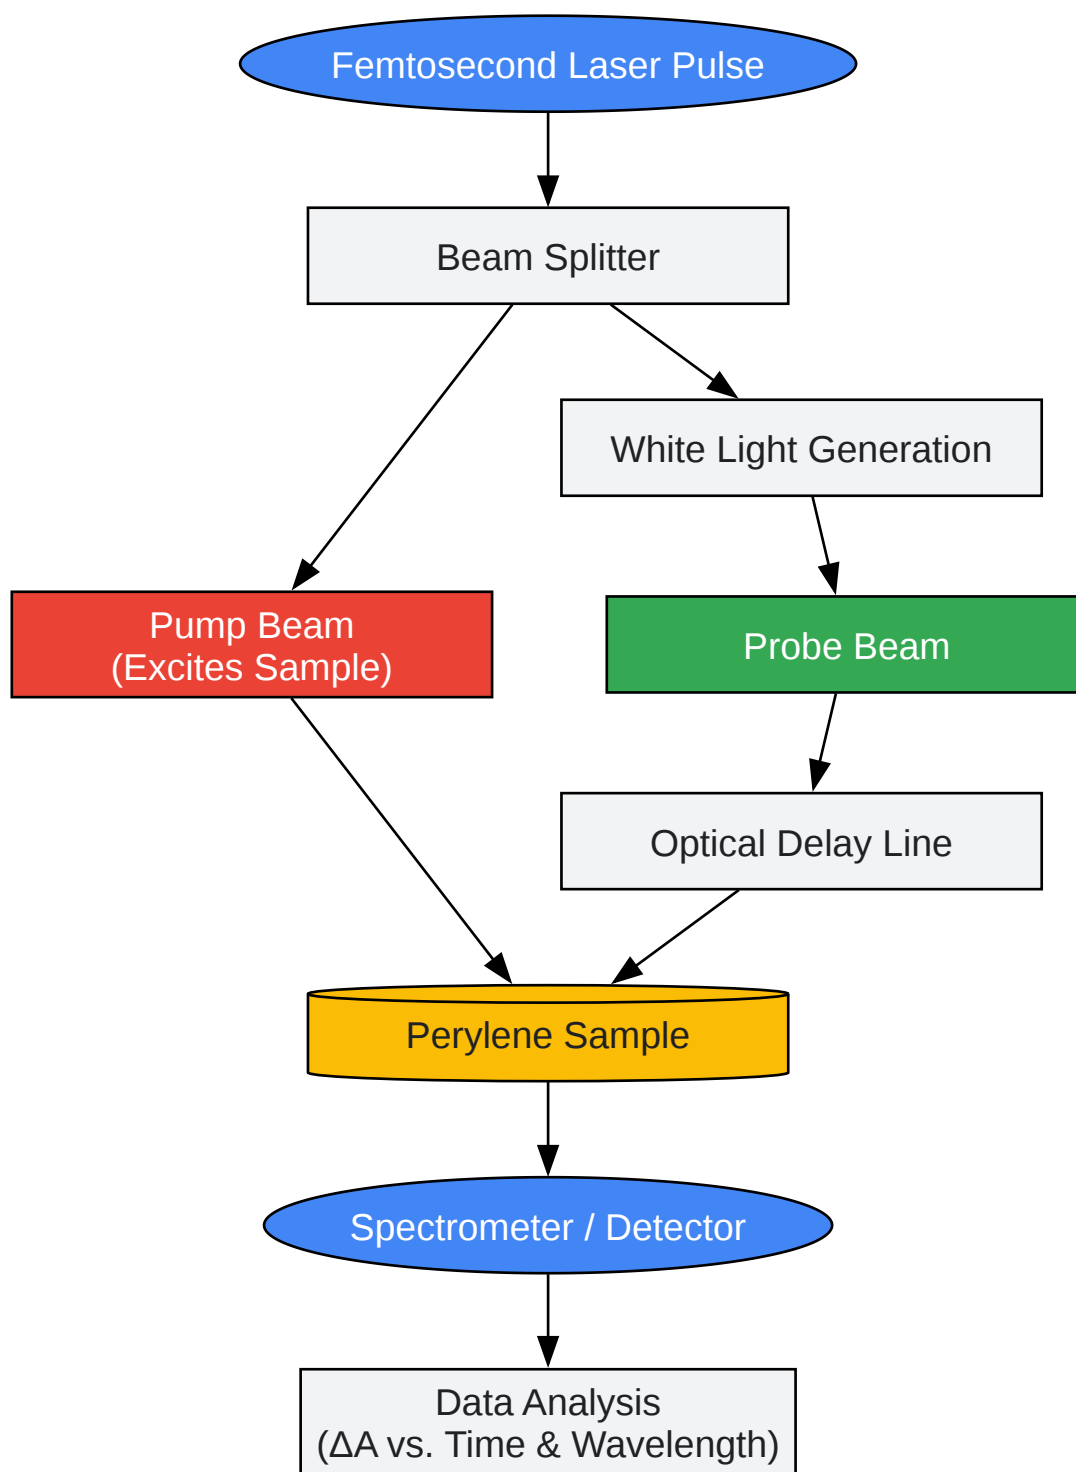 Femtosecond Laser Pulse
Beam Splitter
White Light Generation
Pump Beam
(Excites Sample)
Probe Beam
Optical Delay Line
Perylene Sample
Spectrometer / Detector
Data Analysis
(ΔA vs. Time & Wavelength)